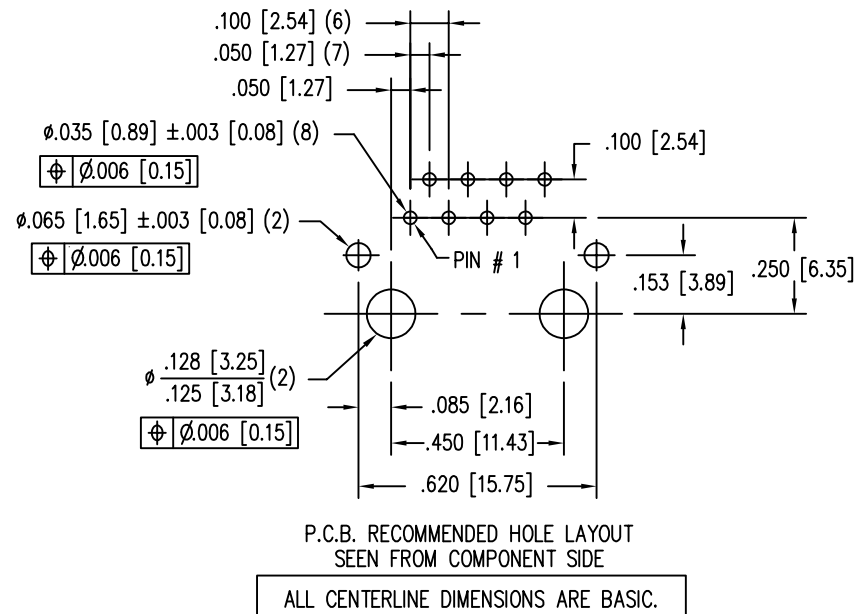 .100 [2.54] (6)
.050 [1.27] (7)
.050 [1.27]
ø.035 [0.89] ±.003 [0.08] (8)
.100 [2.54]
⌖ Ø.006 [0.15]
ø.065 [1.65] ±.003 [0.08] (2)
⌖ Ø.006 [0.15]
PIN # 1
.153 [3.89]
.250 [6.35]
ø .128 [3.25]
.125 [3.18] (2)
⌖ Ø.006 [0.15]
.085 [2.16]
.450 [11.43]
.620 [15.75]
P.C.B. RECOMMENDED HOLE LAYOUT
SEEN FROM COMPONENT SIDE
ALL CENTERLINE DIMENSIONS ARE BASIC.